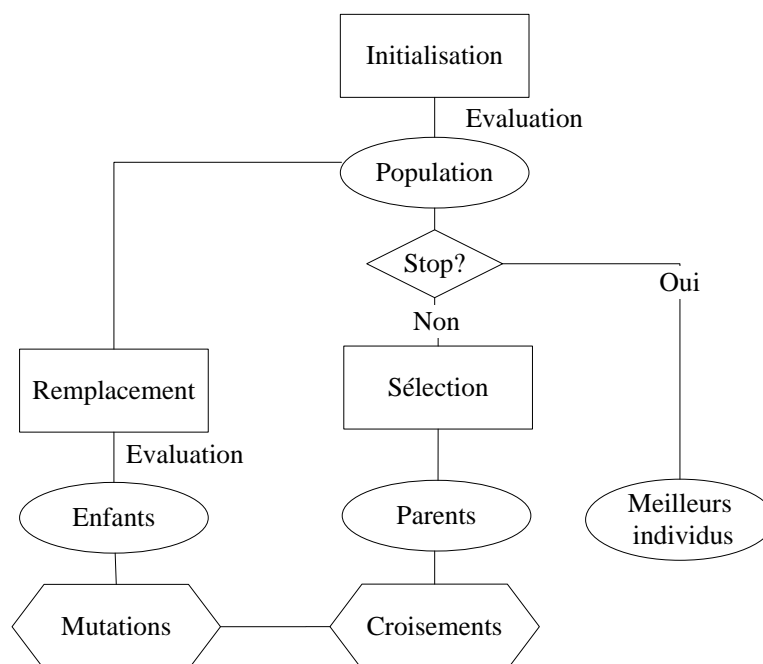 Initialisation
Evaluation
Population
Stop?
Oui
Non
Remplacement
Sélection
Evaluation
Enfants
Parents
Meilleurs
individus
Mutations
Croisements